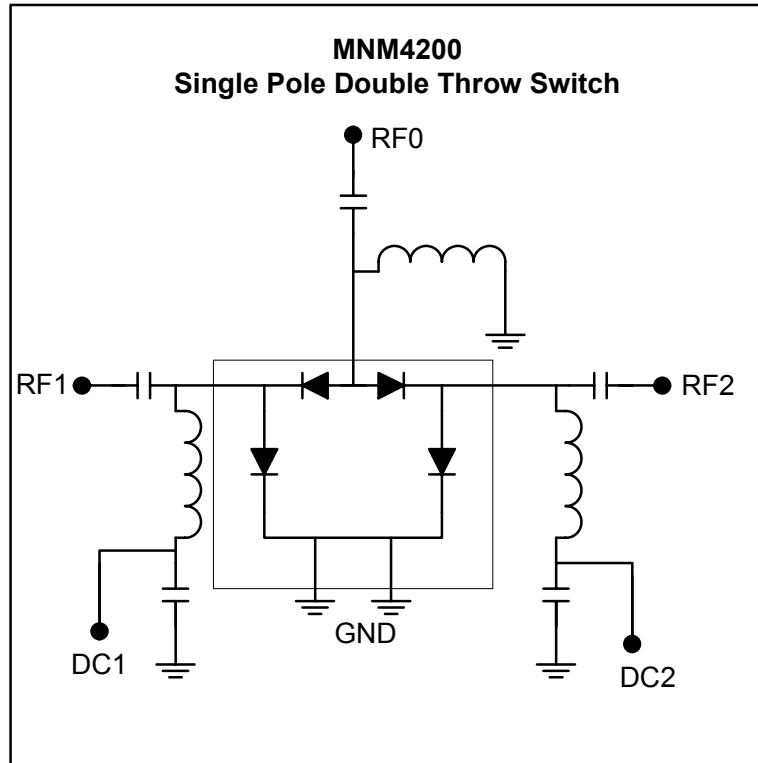 MNM4200
Single Pole Double Throw Switch
RF0
RF1
RF2
GND
DC1
DC2